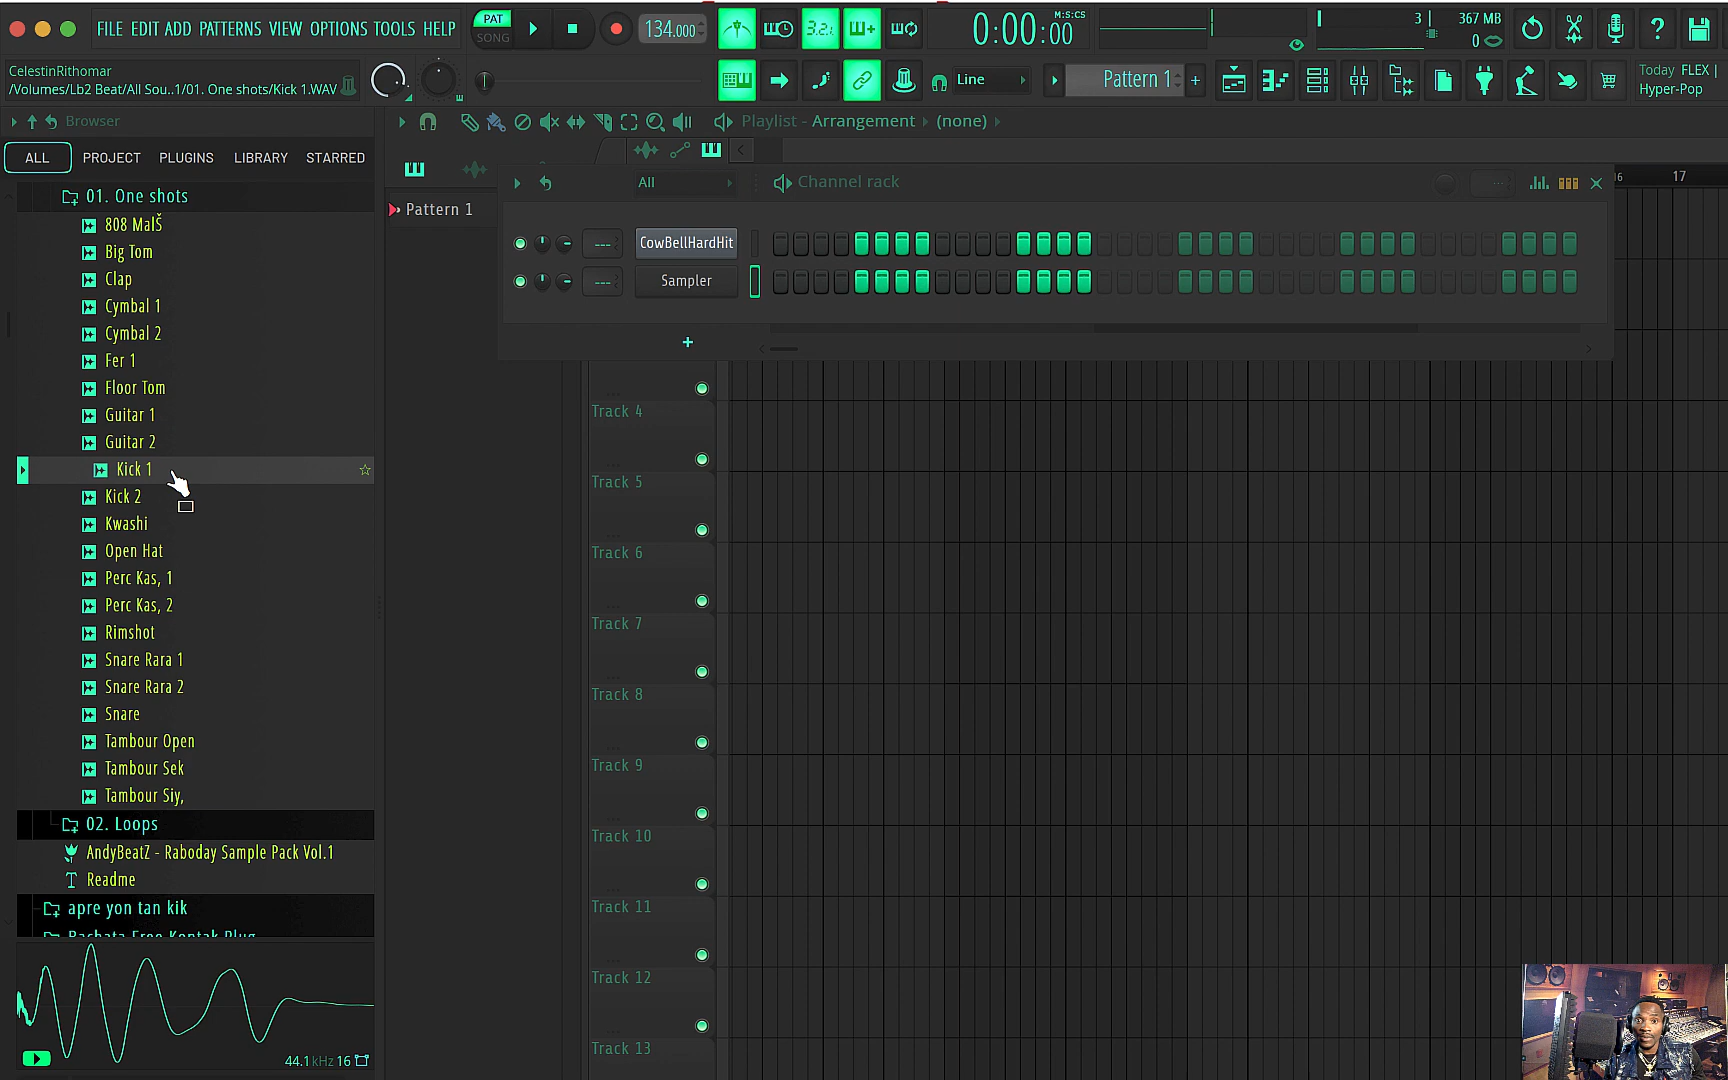 FILE EDIT ADD PATTERNS VIEW OPTIONS TOOLS HELP
PAT
SONG
134.000
3.2.
0:00:00
M:S:CS
3
367 MB
0
CelestinRithomar
/Volumes/Lb2 Beat/All Sou..1/01. One shots/Kick 1.WAV
Line
Pattern 1
+
Today FLEX |
Hyper-Pop
Browser
ALL
PROJECT
PLUGINS
LIBRARY
STARRED
01. One shots
808 MalŠ
Big Tom
Clap
Cymbal 1
Cymbal 2
Fer 1
Floor Tom
Guitar 1
Guitar 2
Kick 1
Kick 2
Kwashi
Open Hat
Perc Kas, 1
Perc Kas, 2
Rimshot
Snare Rara 1
Snare Rara 2
Snare
Tambour Open
Tambour Sek
Tambour Siy,
02. Loops
AndyBeatZ - Raboday Sample Pack Vol.1
Readme
apre yon tan kik
44.1kHz 16
Playlist - Arrangement
(none)
Pattern 1
16
17
All
Channel rack
---
CowBellHardHit
---
Sampler
+
Track 4
Track 5
Track 6
Track 7
Track 8
Track 9
Track 10
Track 11
Track 12
Track 13